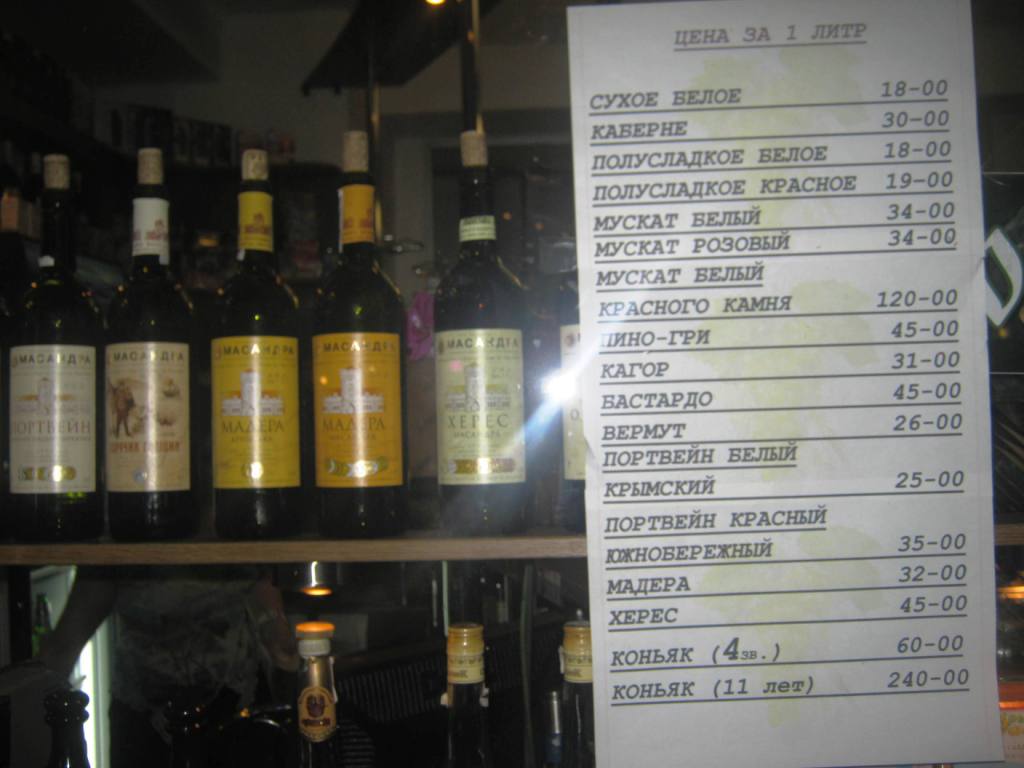 ЦЕНА ЗА 1 ЛИТР
СУХОЕ БЕЛОЕ 18-00
КАБЕРНЕ 30-00
ПОЛУСЛАДКОЕ БЕЛОЕ 18-00
ПОЛУСЛАДКОЕ КРАСНОЕ 19-00
МУСКАТ БЕЛЫЙ 34-00
МУСКАТ РОЗОВЫЙ 34-00
МУСКАТ БЕЛЫЙ
КРАСНОГО КАМНЯ 120-00
ПИНО-ГРИ 45-00
КАГОР 31-00
БАСТАРДО 45-00
ВЕРМУТ 26-00
ПОРТВЕЙН БЕЛЫЙ
КРЫМСКИЙ 25-00
ПОРТВЕЙН КРАСНЫЙ
ЮЖНОБЕРЕЖНЫЙ 35-00
МАДЕРА 32-00
ХЕРЕС 45-00
КОНЬЯК (4зв.) 60-00
КОНЬЯК (11 лет) 240-00
МАСАНДРА
ПОРТВЕЙН
МАСАНДРА
МАСАНДРА
МАДЕРА
МАСАНДРА
МАДЕРА
МАСАНДРА
ХЕРЕС
МАСАНДРА